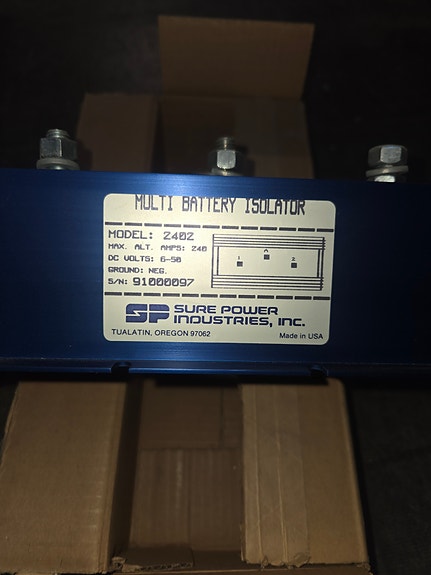 MULTI BATTERY ISOLATOR
MODEL: 2402
MAX. ALT. AMPS: 240
DC VOLTS: 6-50
GROUND: NEG.
S/N: 91000097
1 A 2
SP SURE POWER
INDUSTRIES, INC.
TUALATIN, OREGON 97062 Made in USA